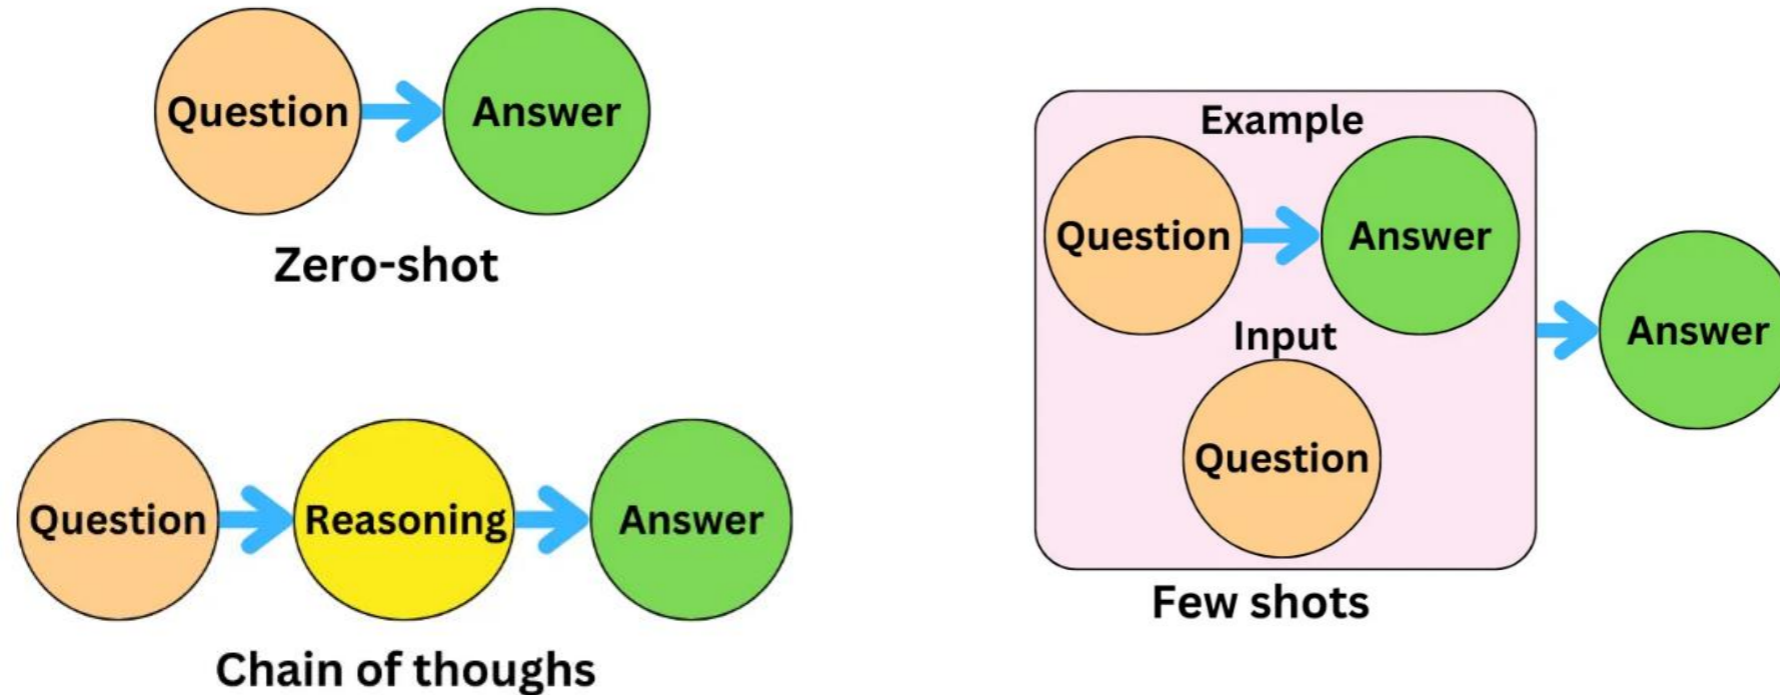 Question
Answer
Zero-shot
Question
Reasoning
Answer
Chain of thoughs
Example
Question
Answer
Input
Question
Few shots
Answer